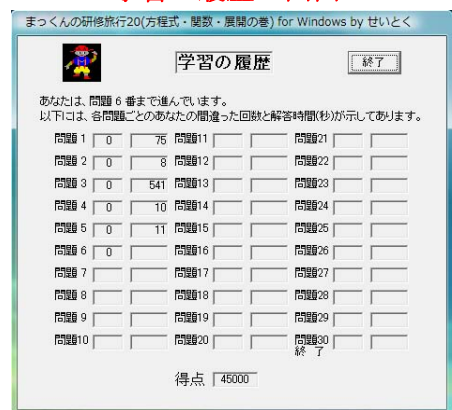 まっくんの研修旅行20(方程式・関数・展開の巻) for Windows by せいとく
学習の履歴
終了
あなたは、問題 6 番まで進んでいます。
以下には、各問題ごとのあなたの間違った回数と解答時間(秒)が示してあります。
問題 1 0 75 問題11 問題21
問題 2 0 8 問題12 問題22
問題 3 0 541 問題13 問題23
問題 4 0 10 問題14 問題24
問題 5 0 11 問題15 問題25
問題 6 0 問題16 問題26
問題 7 問題17 問題27
問題 8 問題18 問題28
問題 9 問題19 問題29
問題10 問題20 問題30
終 了
得点 45000